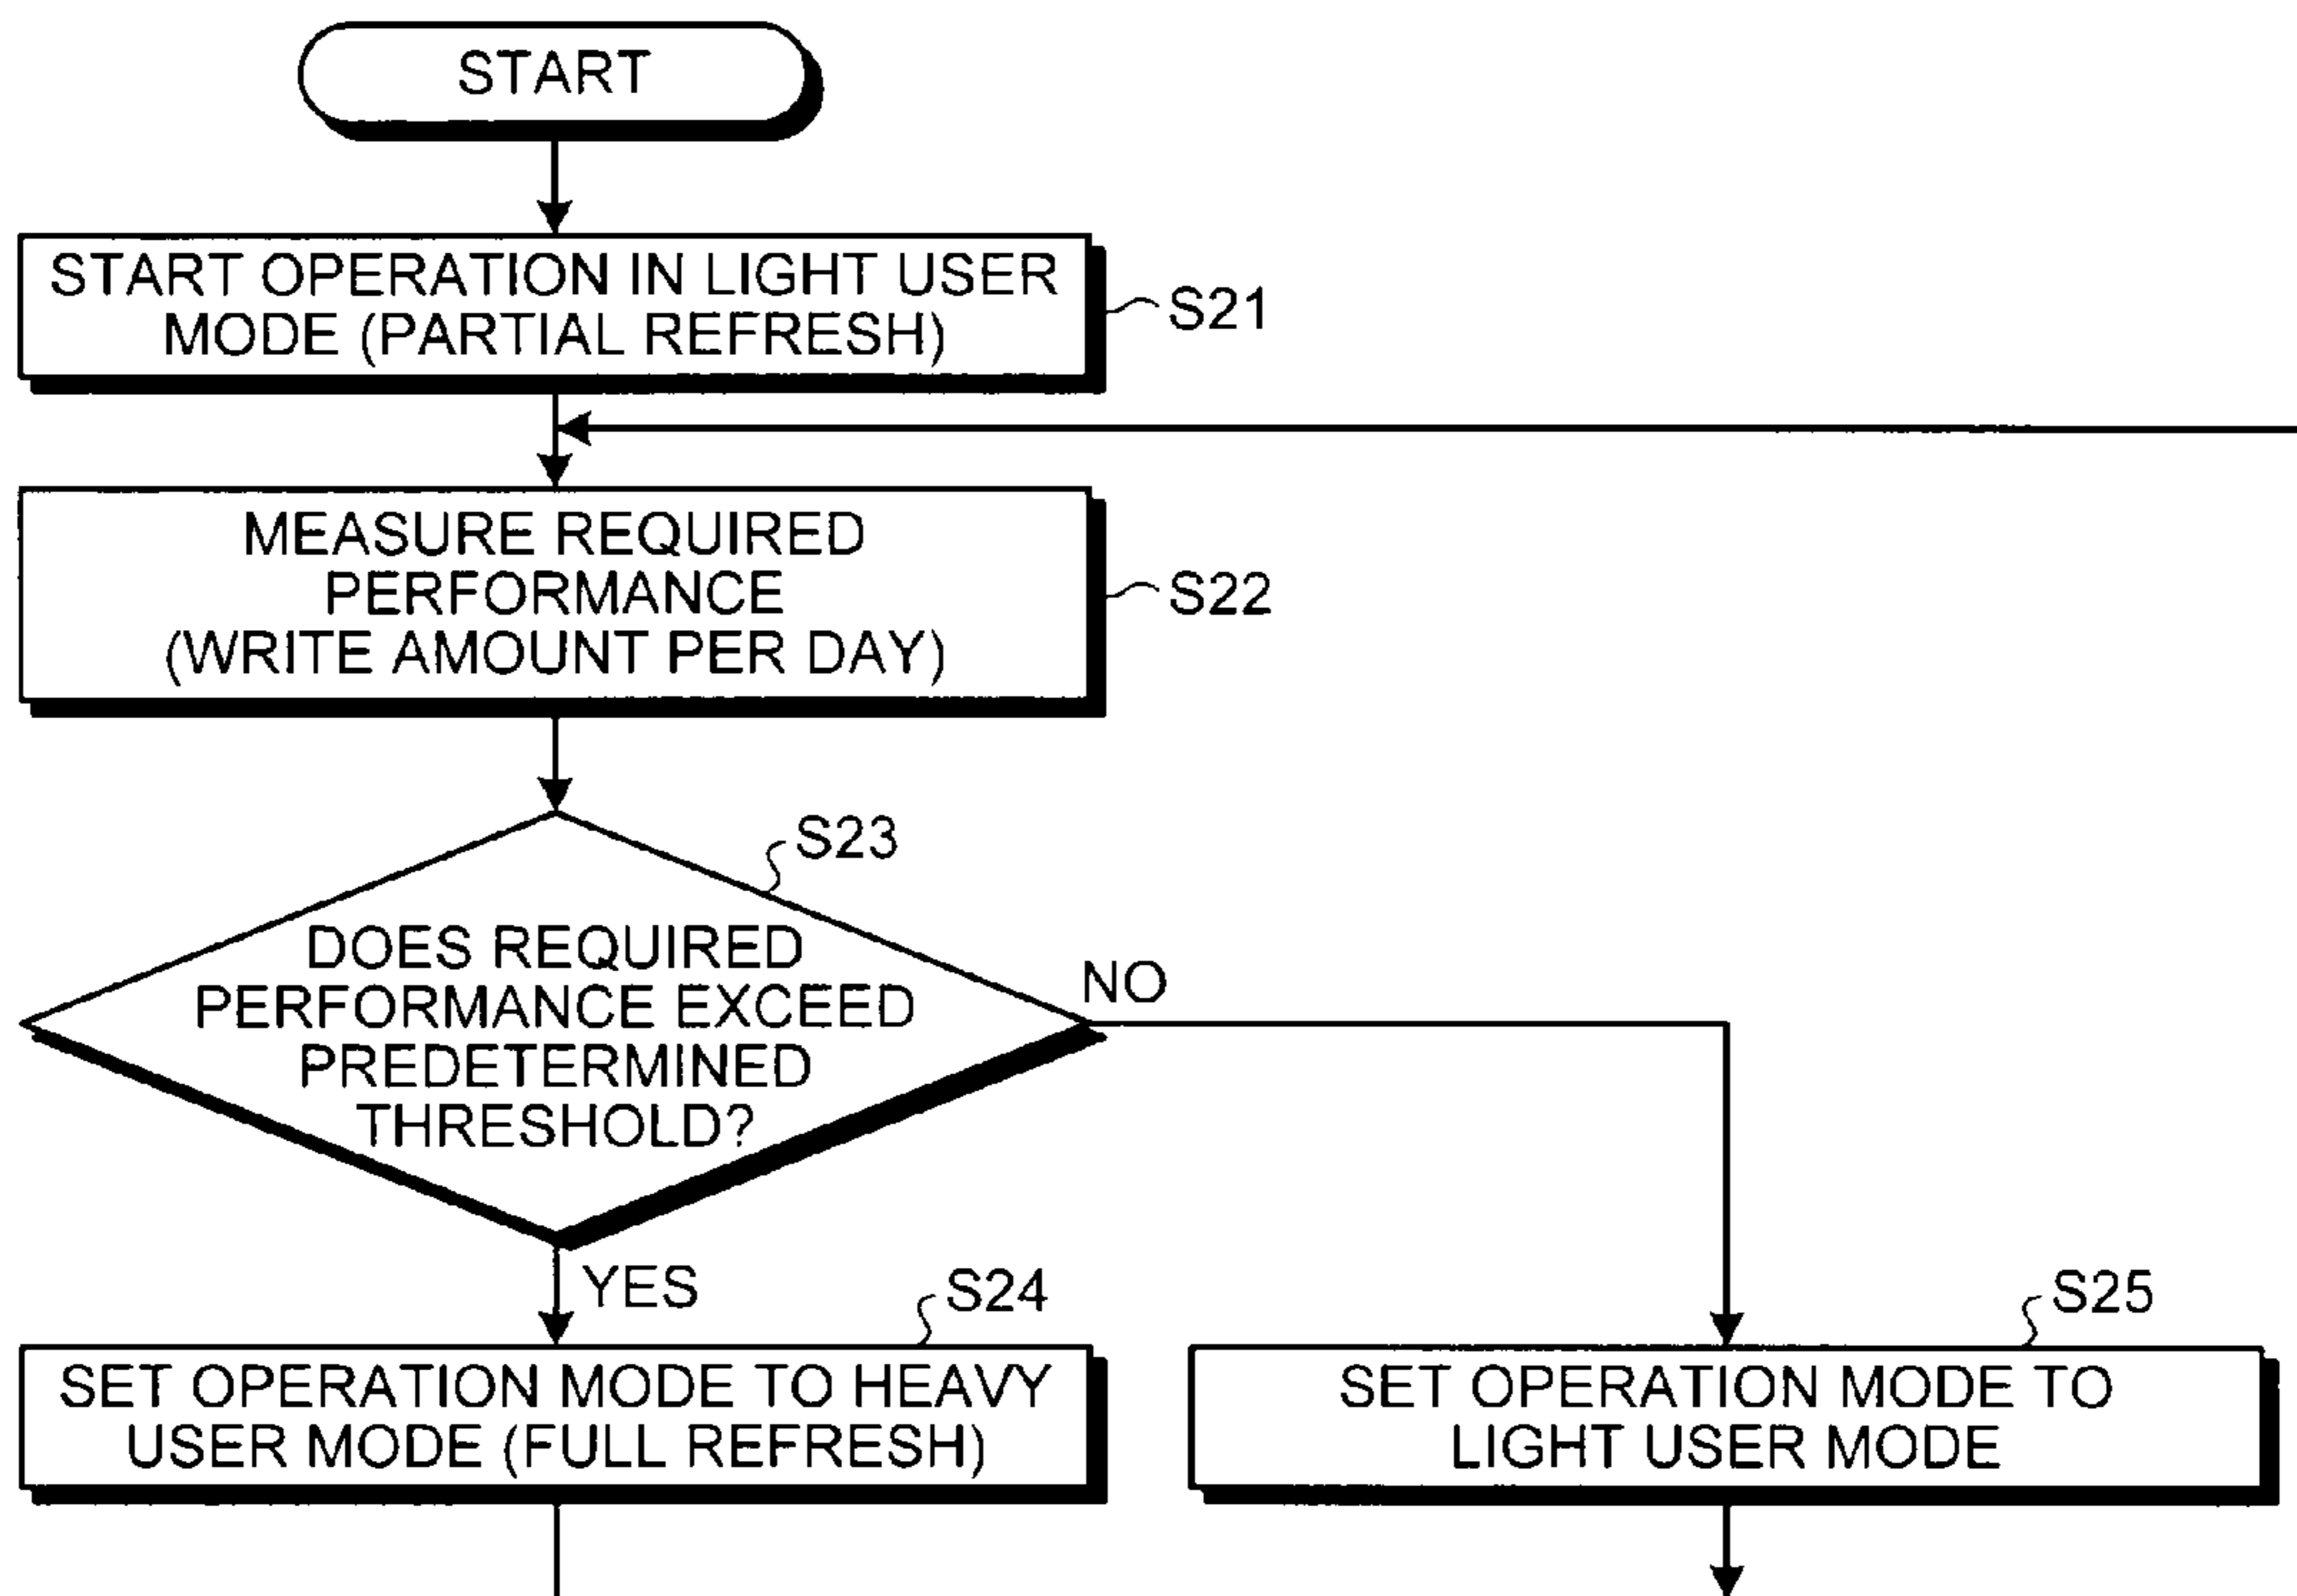 START
START OPERATION IN LIGHT USER
MODE (PARTIAL REFRESH)
S21
MEASURE REQUIRED
PERFORMANCE
(WRITE AMOUNT PER DAY)
S22
S23
DOES REQUIRED
PERFORMANCE EXCEED
PREDETERMINED
THRESHOLD?
NO
YES
S24
SET OPERATION MODE TO HEAVY
USER MODE (FULL REFRESH)
S25
SET OPERATION MODE TO
LIGHT USER MODE